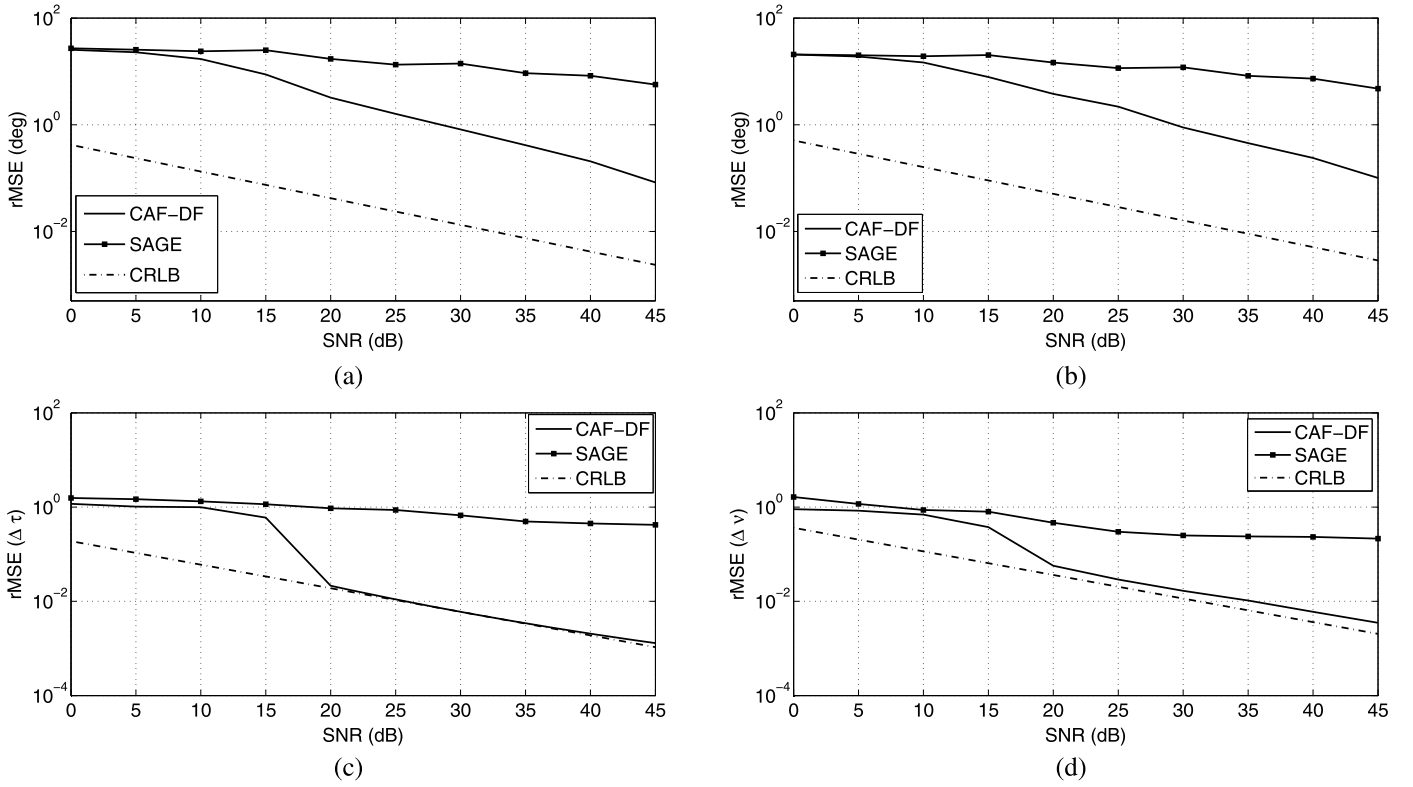 10^2
10^0
10^−2
rMSE (deg)
CAF−DF
SAGE
CRLB
0 5 10 15 20 25 30 35 40 45
SNR (dB)
(a)
10^2
10^0
10^−2
rMSE (deg)
CAF−DF
SAGE
CRLB
0 5 10 15 20 25 30 35 40 45
SNR (dB)
(b)
10^2
10^0
10^−2
10^−4
rMSE (Δ τ)
CAF−DF
SAGE
CRLB
0 5 10 15 20 25 30 35 40 45
SNR (dB)
(c)
10^2
10^0
10^−2
10^−4
rMSE (Δ ν)
CAF−DF
SAGE
CRLB
0 5 10 15 20 25 30 35 40 45
SNR (dB)
(d)